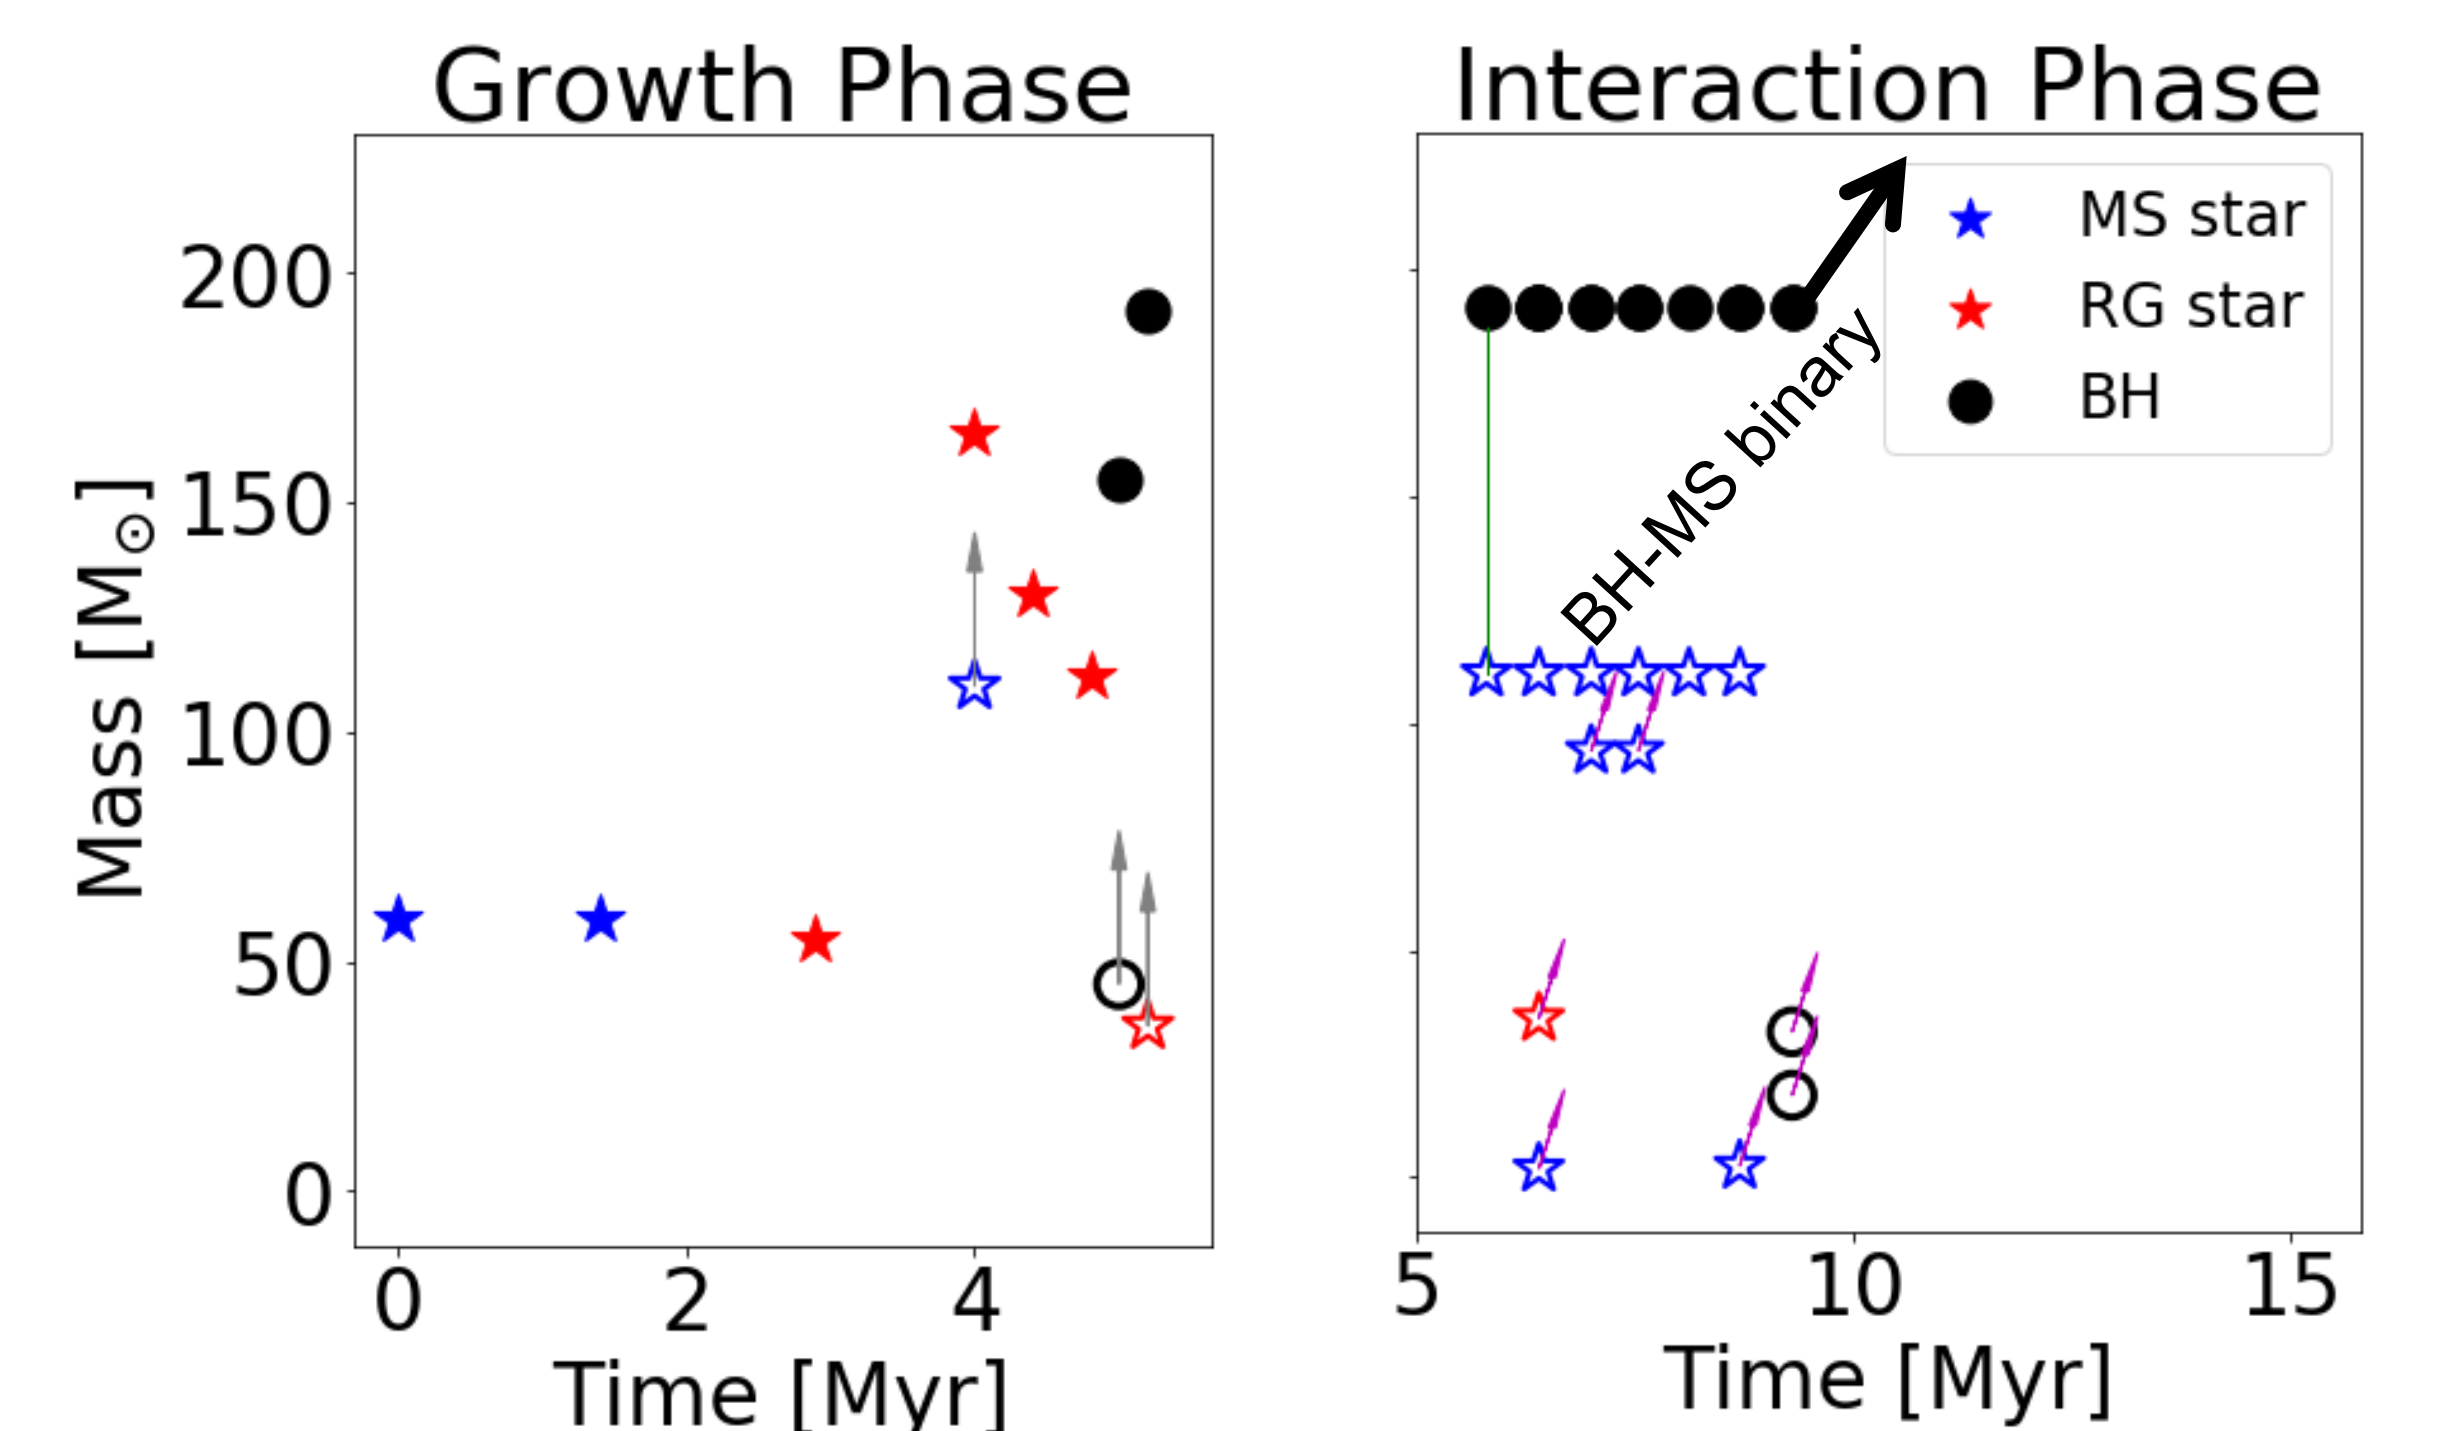 Growth Phase
Mass [M⊙]
200
150
100
50
0
0 2 4
Time [Myr]
Interaction Phase
MS star
RG star
BH
BH-MS binary
5 10 15
Time [Myr]